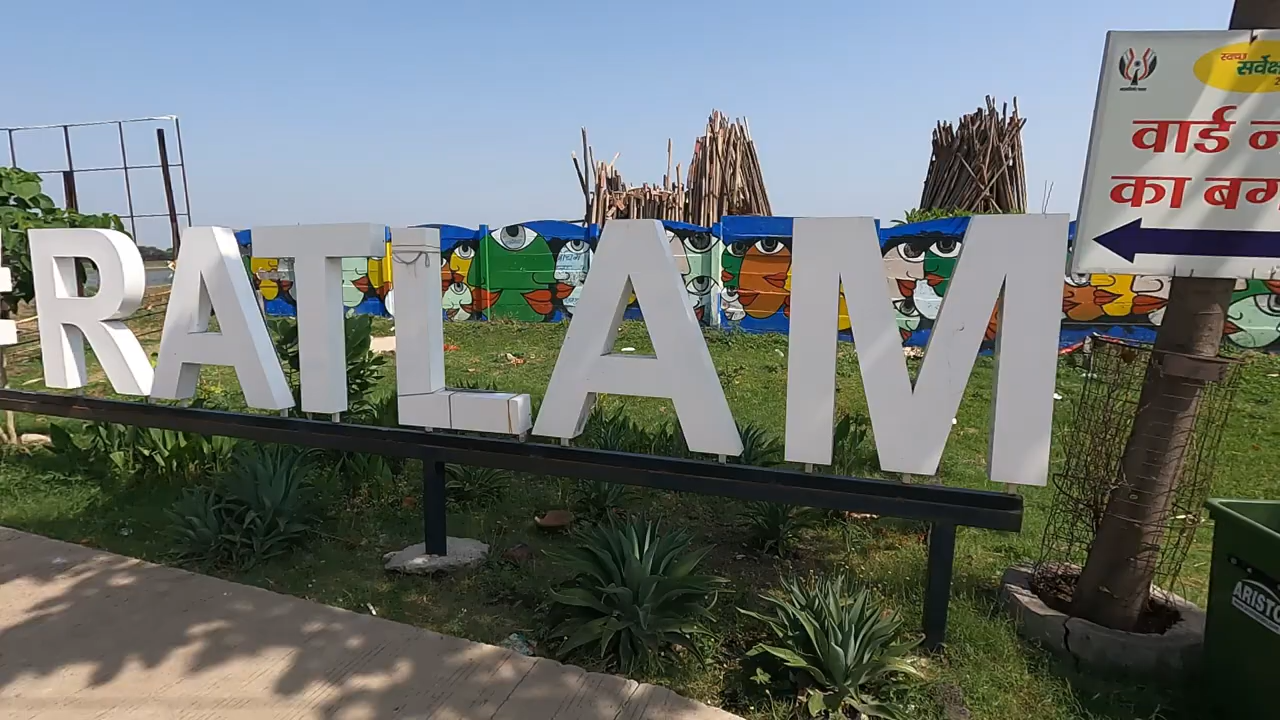 RATLAM
स्वच्छ
सर्वेक्ष
वार्ड न
का बग
ARISTO